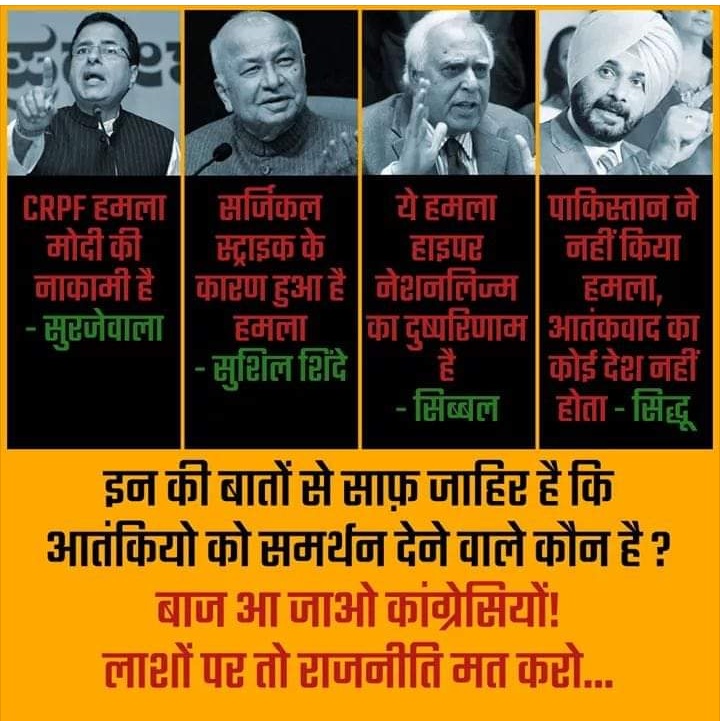 CRPF हमला
मोदी की
नाकामी है
- सुरजेवाला
सर्जिकल
स्ट्राइक के
कारण हुआ है
हमला
- सुशिल शिंदे
ये हमला
हाइपर
नेशनलिज्म
का दुष्परिणाम
है
- सिब्बल
पाकिस्तान ने
नहीं किया
हमला,
आतंकवाद का
कोई देश नहीं
होता - सिद्धू
इन की बातों से साफ़ जाहिर है कि
आतंकियो को समर्थन देने वाले कौन है ?
बाज आ जाओ कांग्रेसियों!
लाशों पर तो राजनीति मत करो...